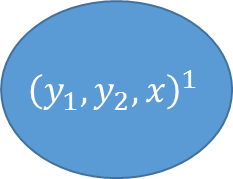 (y₁, y₂, x)¹